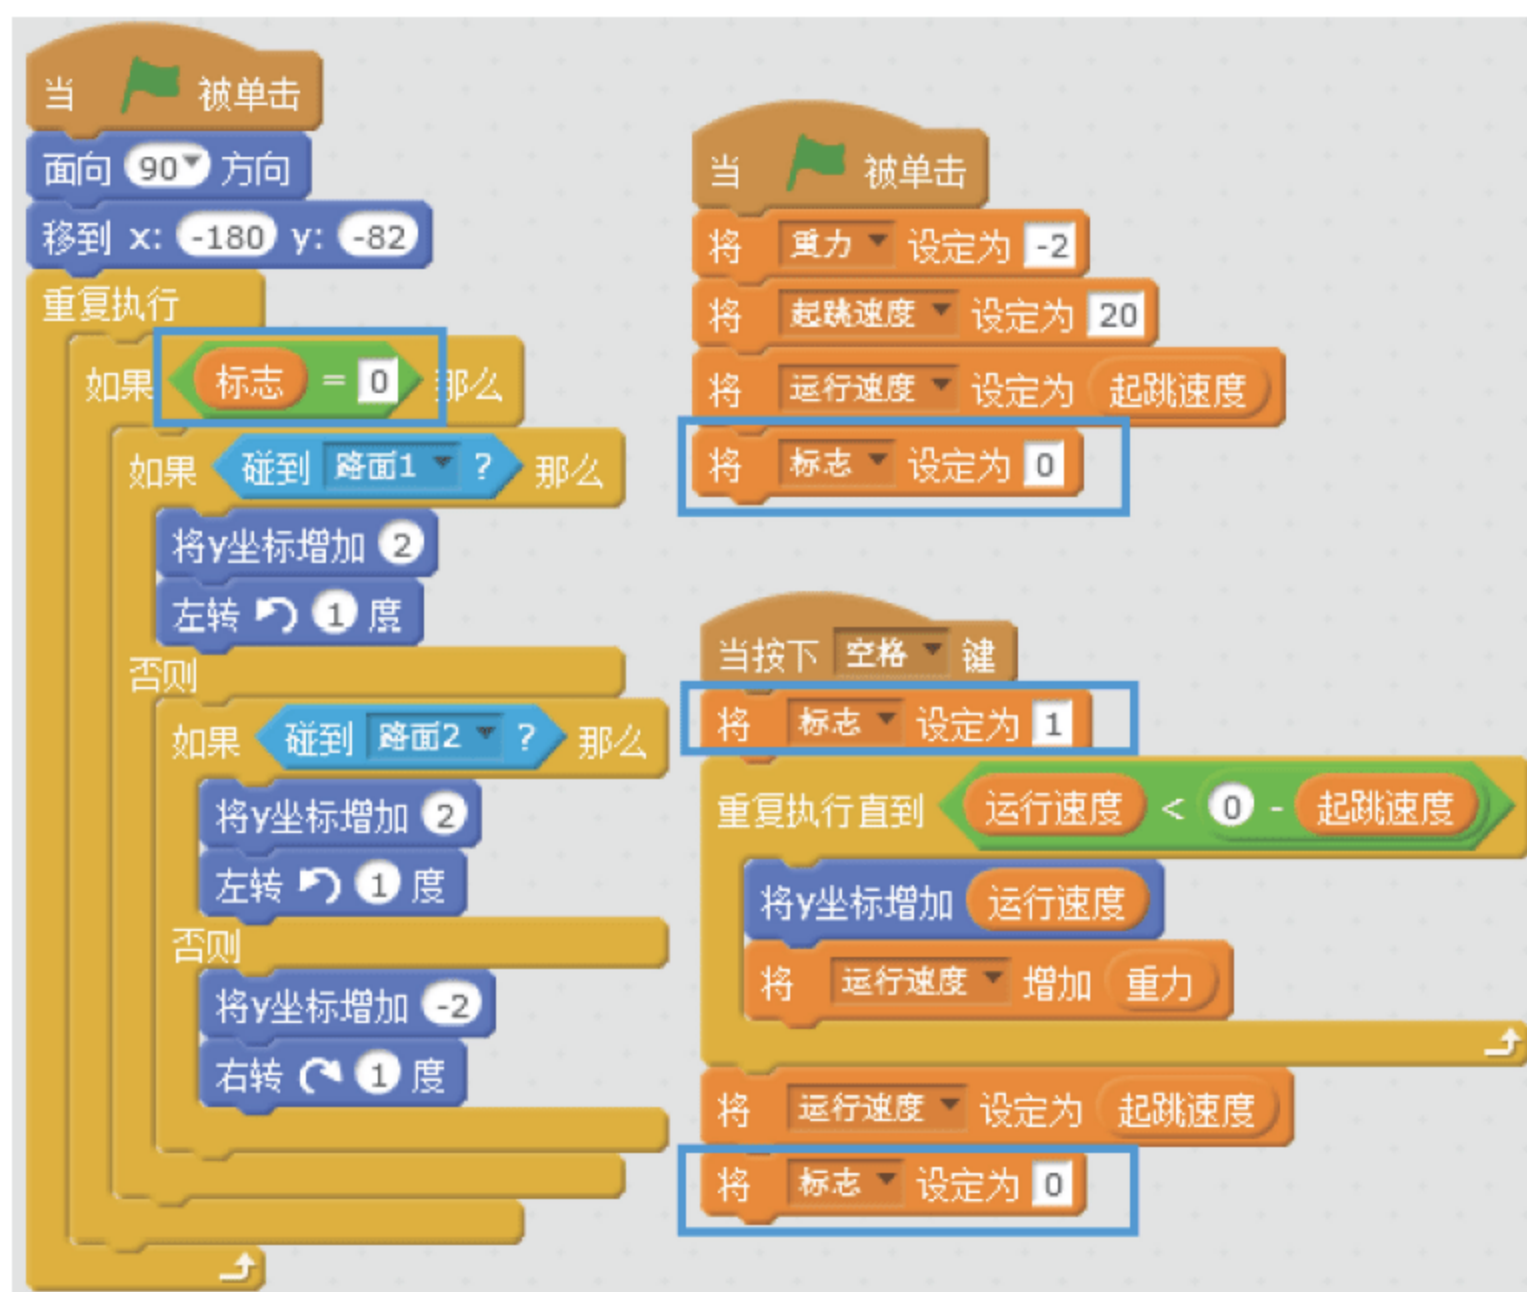 当 被单击
面向 90 方向
移到 x: -180 y: -82
重复执行
如果 标志 = 0 那么
如果 碰到 路面1 ? 那么
将y坐标增加 2
左转 1 度
否则
如果 碰到 路面2 ? 那么
将y坐标增加 2
左转 1 度
否则
将y坐标增加 -2
右转 1 度
当 被单击
将 重力 设定为 -2
将 起跳速度 设定为 20
将 运行速度 设定为 起跳速度
将 标志 设定为 0
当按下 空格 键
将 标志 设定为 1
重复执行直到 运行速度 < 0 - 起跳速度
将y坐标增加 运行速度
将 运行速度 增加 重力
将 运行速度 设定为 起跳速度
将 标志 设定为 0